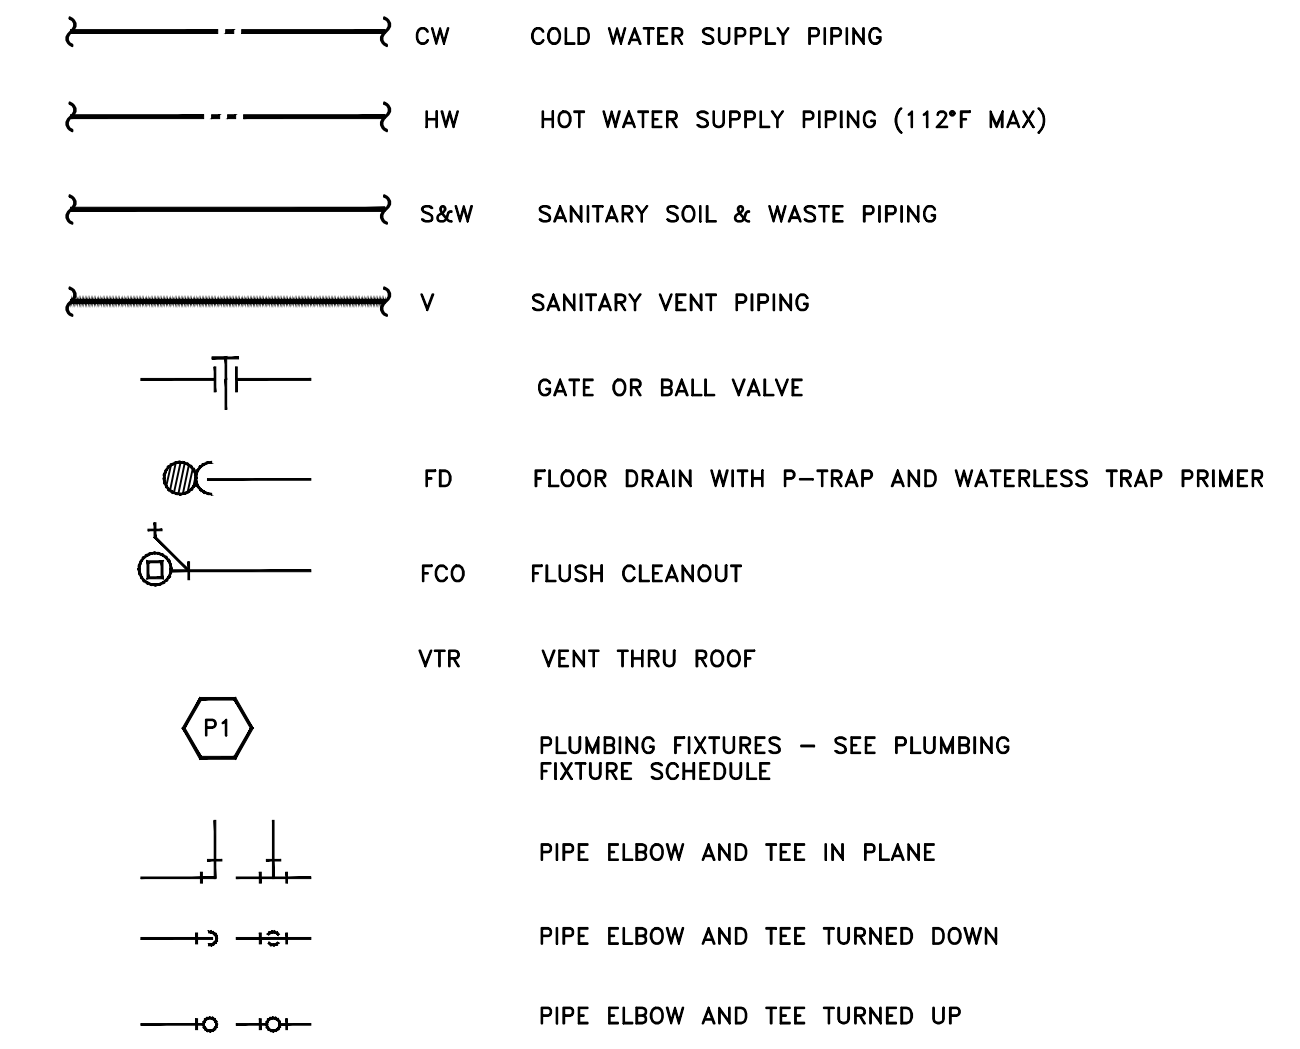 CW COLD WATER SUPPLY PIPING
HW HOT WATER SUPPLY PIPING (112°F MAX)
S&W SANITARY SOIL & WASTE PIPING
V SANITARY VENT PIPING
GATE OR BALL VALVE
FD FLOOR DRAIN WITH P-TRAP AND WATERLESS TRAP PRIMER
FCO FLUSH CLEANOUT
VTR VENT THRU ROOF
P1
PLUMBING FIXTURES - SEE PLUMBING
FIXTURE SCHEDULE
PIPE ELBOW AND TEE IN PLANE
PIPE ELBOW AND TEE TURNED DOWN
PIPE ELBOW AND TEE TURNED UP